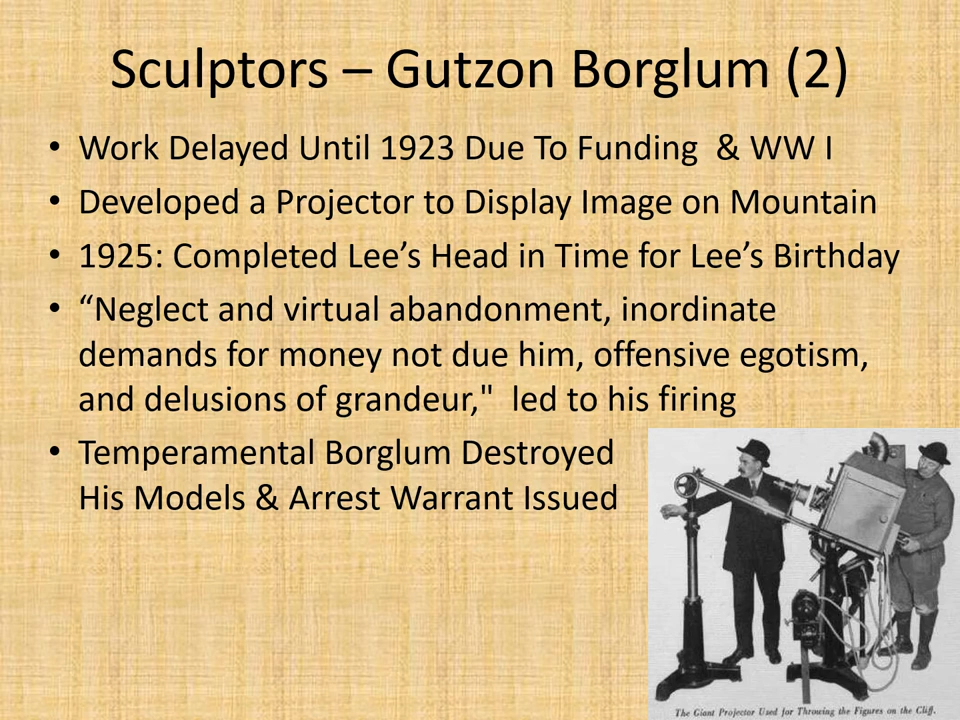 Sculptors – Gutzon Borglum (2)
• Work Delayed Until 1923 Due To Funding  & WW I
• Developed a Projector to Display Image on Mountain
• 1925: Completed Lee’s Head in Time for Lee’s Birthday
• “Neglect and virtual abandonment, inordinate
demands for money not due him, offensive egotism,
and delusions of grandeur,"  led to his firing
• Temperamental Borglum Destroyed
His Models & Arrest Warrant Issued
The Giant Projector Used for Throwing the Figures on the Cliff.